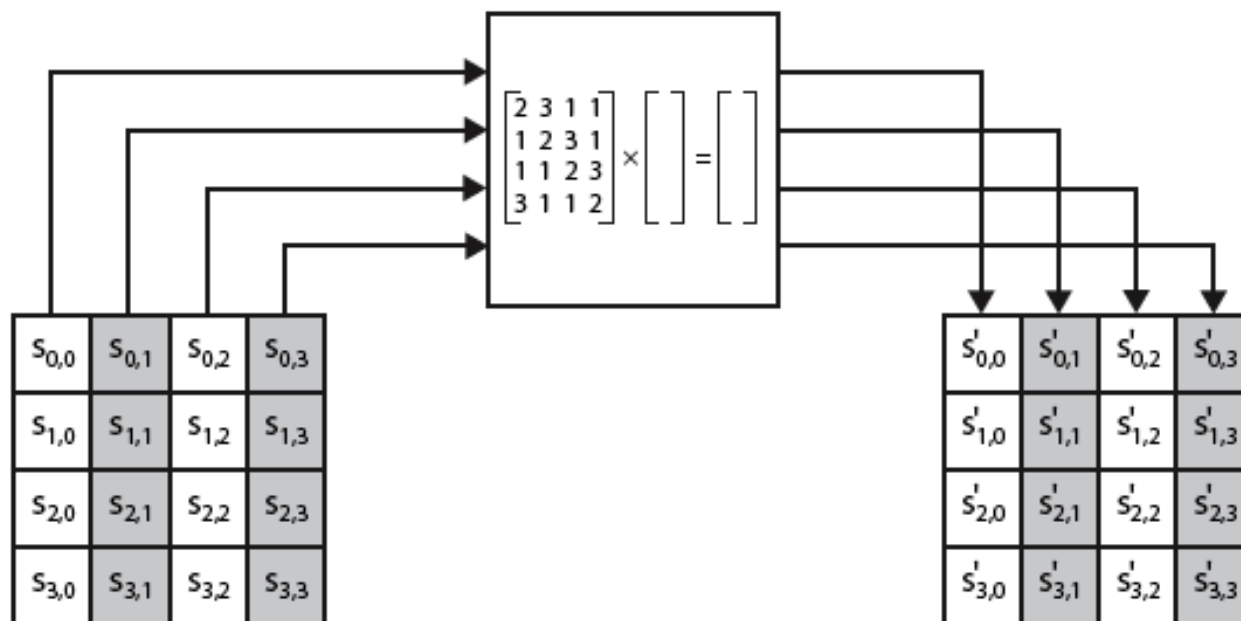 2 3 1 1
1 2 3 1
1 1 2 3
3 1 1 2
× =
s0,0 s0,1 s0,2 s0,3
s1,0 s1,1 s1,2 s1,3
s2,0 s2,1 s2,2 s2,3
s3,0 s3,1 s3,2 s3,3
s'0,0 s'0,1 s'0,2 s'0,3
s'1,0 s'1,1 s'1,2 s'1,3
s'2,0 s'2,1 s'2,2 s'2,3
s'3,0 s'3,1 s'3,2 s'3,3